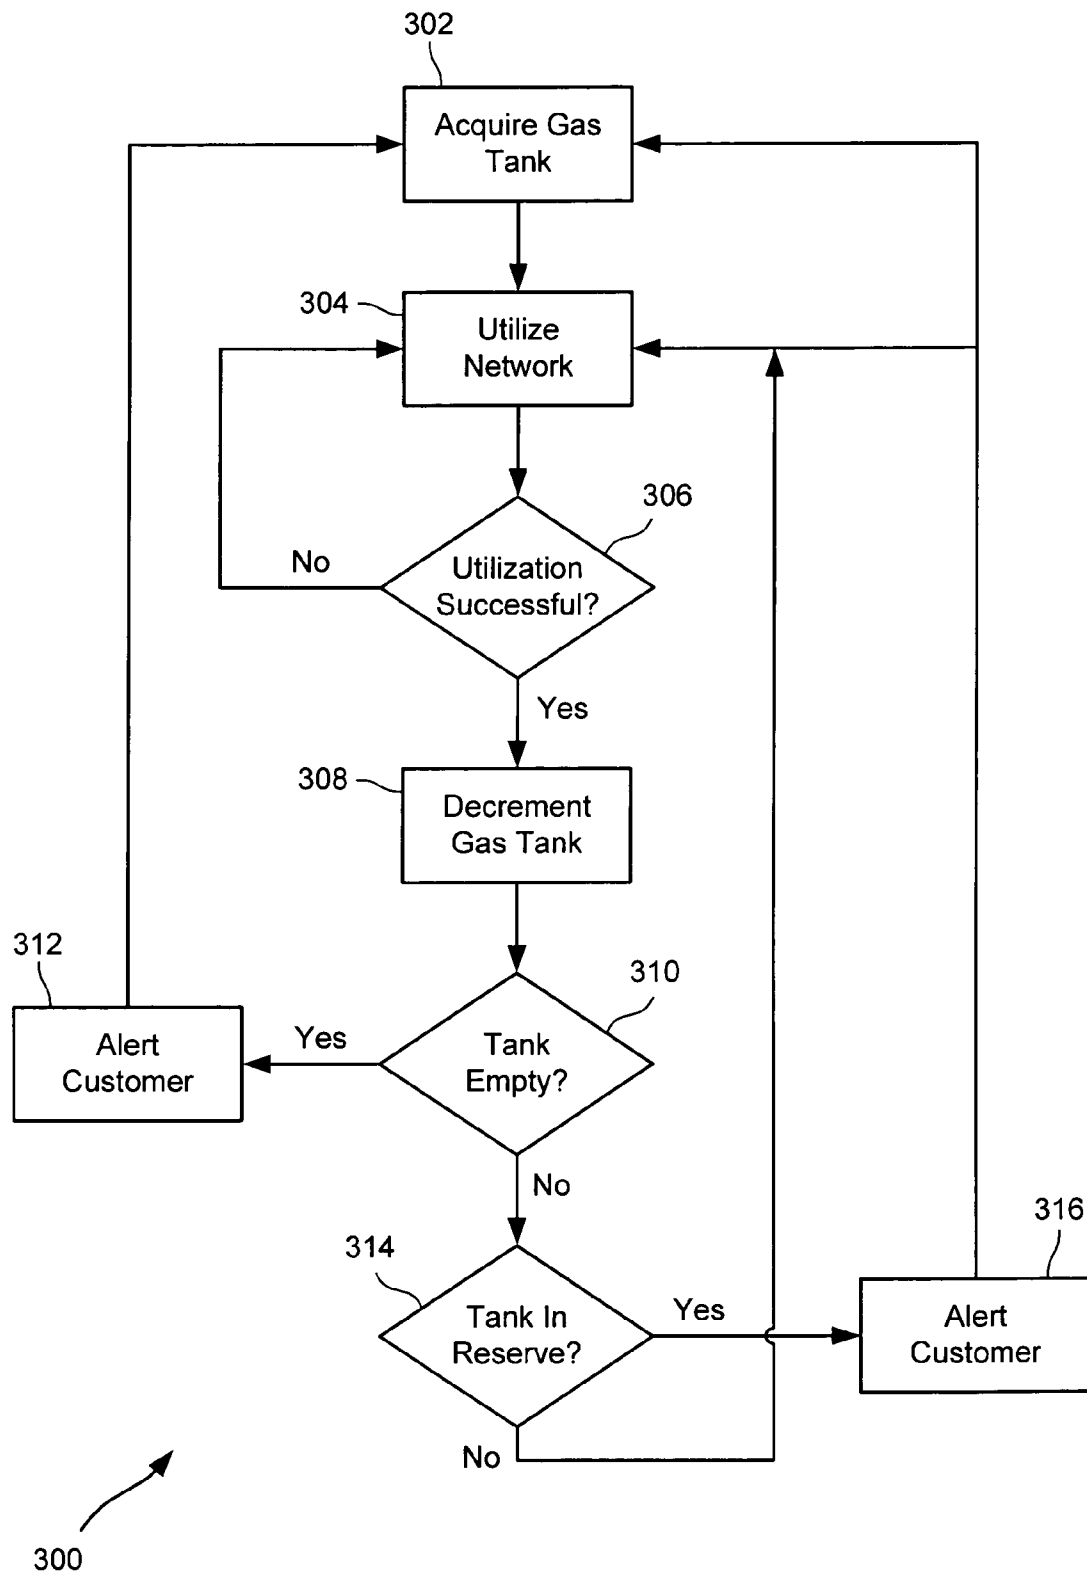 302
Acquire Gas
Tank
304
Utilize
Network
306
No
Utilization
Successful?
Yes
308
Decrement
Gas Tank
312
310
Alert
Customer
Yes
Tank
Empty?
No
314
316
Tank In
Reserve?
Yes
Alert
Customer
No
300